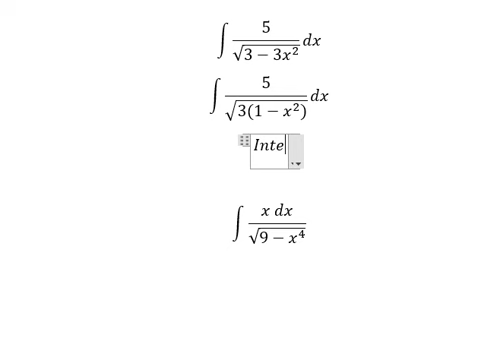 ∫ 5/√(3 − 3x²) dx
∫ 5/√(3(1 − x²)) dx
Inte
∫ x dx/√(9 − x⁴)